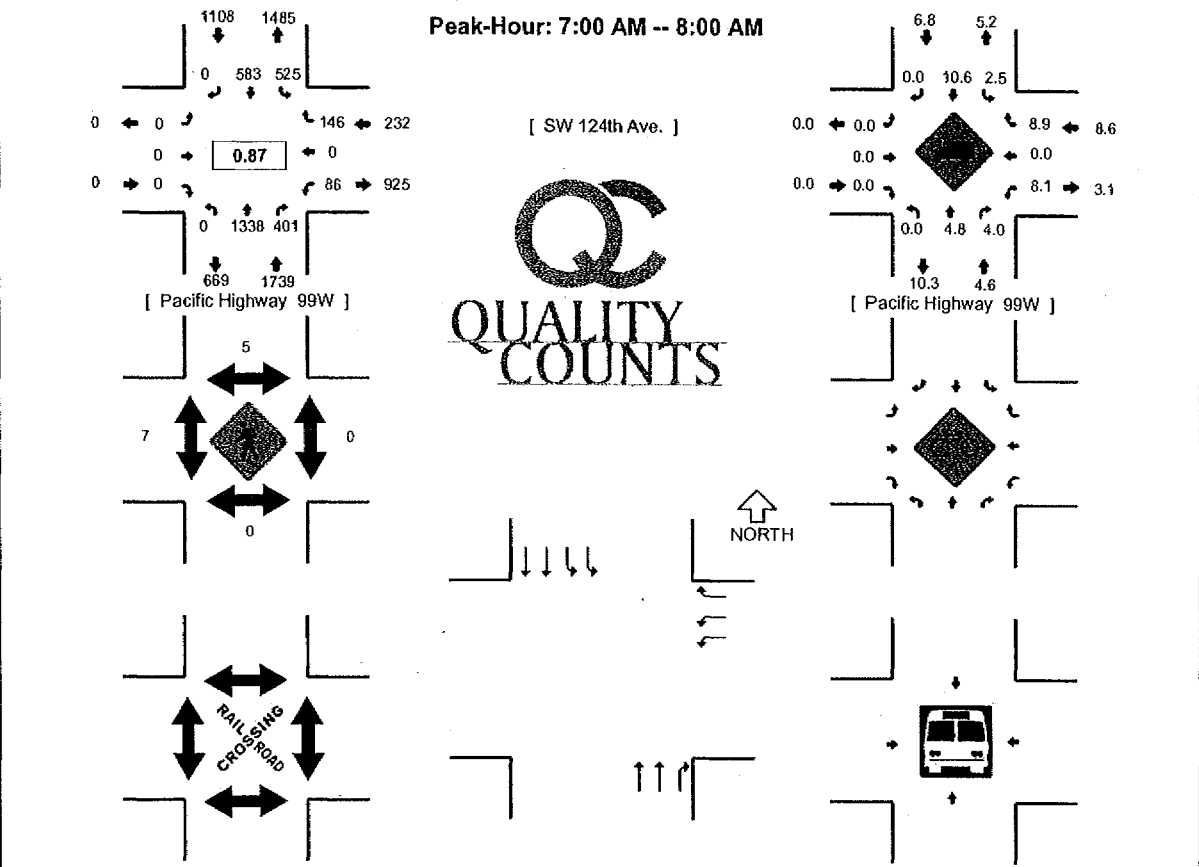 Peak-Hour: 7:00 AM -- 8:00 AM
1108 1485
0 583 525
0 0 146 232
0 0.87 0
0 0 86 925
0 1338 401
669 1739
[ Pacific Highway 99W ]
[ SW 124th Ave. ]
QC
QUALITY
COUNTS
6.8 5.2
0.0 10.6 2.5
0.0 0.0 8.9 8.6
0.0 0.0
0.0 0.0 8.1 3.1
0.0 4.8 4.0
10.3 4.6
[ Pacific Highway 99W ]
5
7 0
0
NORTH
RAIL ROAD
CROSSING